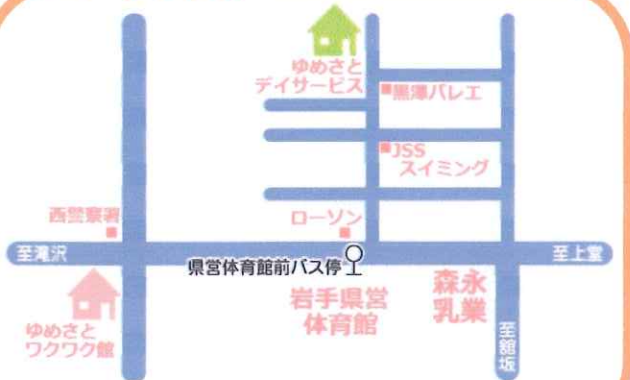 ゆめさと
デイサービス
黒澤バレエ
JSS
スイミング
西警察署
ローソン
至滝沢
至上堂
県営体育館前バス停
岩手県営
体育館
森永
乳業
ゆめさと
ワクワク館
至舘坂